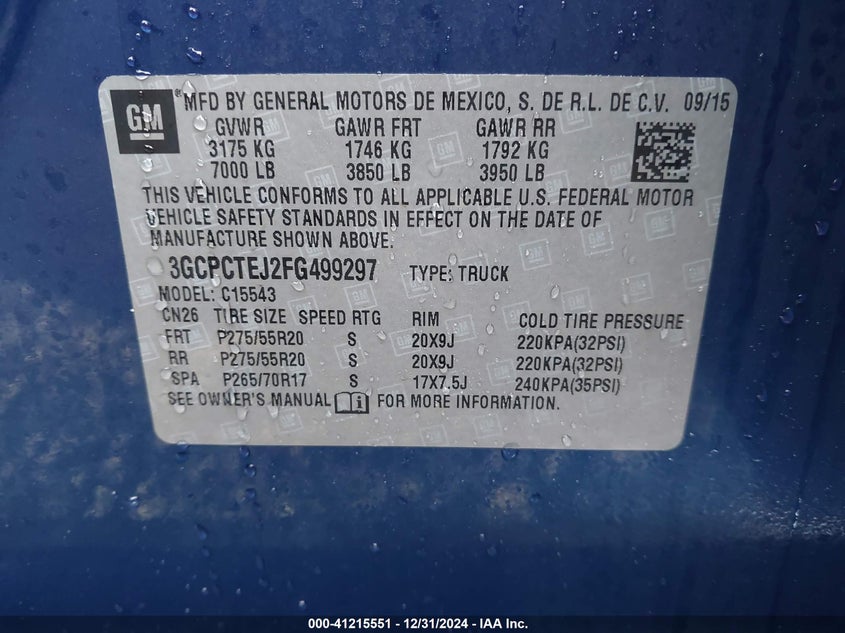 GM ® MFD BY GENERAL MOTORS DE MEXICO, S. DE R.L. DE C.V. 09/15
GVWR GAWR FRT GAWR RR
3175 KG 1746 KG 1792 KG
7000 LB 3850 LB 3950 LB
THIS VEHICLE CONFORMS TO ALL APPLICABLE U.S. FEDERAL MOTOR
VEHICLE SAFETY STANDARDS IN EFFECT ON THE DATE OF
MANUFACTURE SHOWN ABOVE.
3GCPCTEJ2FG499297 TYPE: TRUCK
MODEL: C15543
CN26 TIRE SIZE SPEED RTG RIM COLD TIRE PRESSURE
FRT P275/55R20 S 20X9J 220KPA(32PSI)
RR P275/55R20 S 20X9J 220KPA(32PSI)
SPA P265/70R17 S 17X7.5J 240KPA(35PSI)
SEE OWNER'S MANUAL FOR MORE INFORMATION.
000-41215551 - 12/31/2024 - IAA Inc.